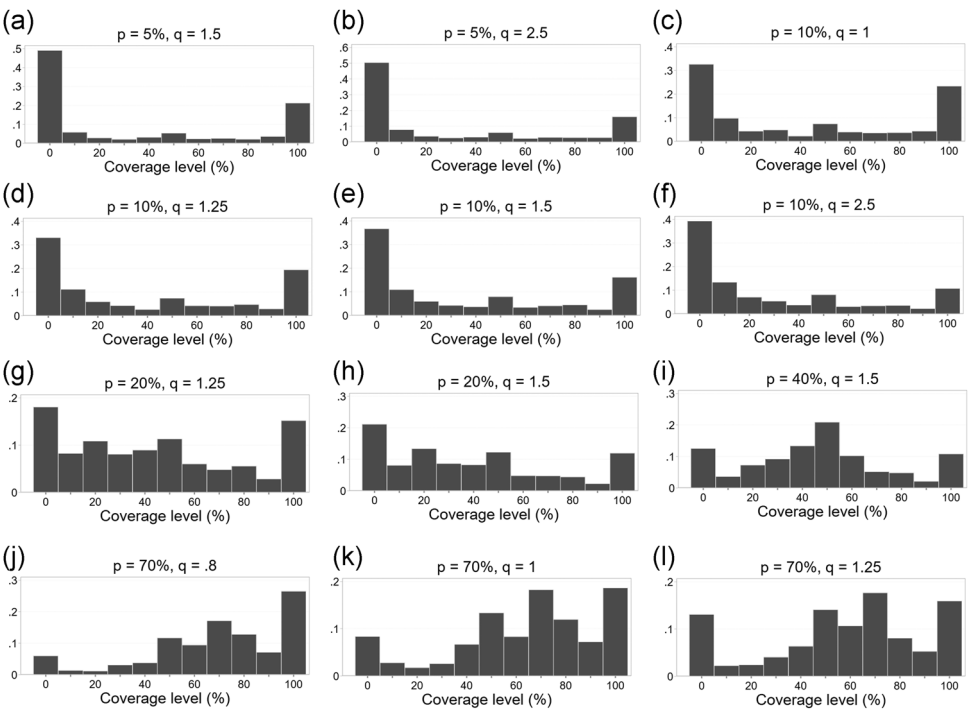 (a)
p = 5%, q = 1.5
.5
.4
.3
.2
.1
0
0 20 40 60 80 100
Coverage level (%)
(b)
p = 5%, q = 2.5
.6
.5
.4
.3
.2
.1
0
0 20 40 60 80 100
Coverage level (%)
(c)
p = 10%, q = 1
.4
.3
.2
.1
0
0 20 40 60 80 100
Coverage level (%)
(d)
p = 10%, q = 1.25
.4
.3
.2
.1
0
0 20 40 60 80 100
Coverage level (%)
(e)
p = 10%, q = 1.5
.4
.3
.2
.1
0
0 20 40 60 80 100
Coverage level (%)
(f)
p = 10%, q = 2.5
.4
.3
.2
.1
0
0 20 40 60 80 100
Coverage level (%)
(g)
p = 20%, q = 1.25
.2
.1
0
0 20 40 60 80 100
Coverage level (%)
(h)
p = 20%, q = 1.5
.3
.2
.1
0
0 20 40 60 80 100
Coverage level (%)
(i)
p = 40%, q = 1.5
.3
.2
.1
0
0 20 40 60 80 100
Coverage level (%)
(j)
p = 70%, q = .8
.3
.2
.1
0
0 20 40 60 80 100
Coverage level (%)
(k)
p = 70%, q = 1
.2
.1
0
0 20 40 60 80 100
Coverage level (%)
(l)
p = 70%, q = 1.25
.2
.1
0
0 20 40 60 80 100
Coverage level (%)